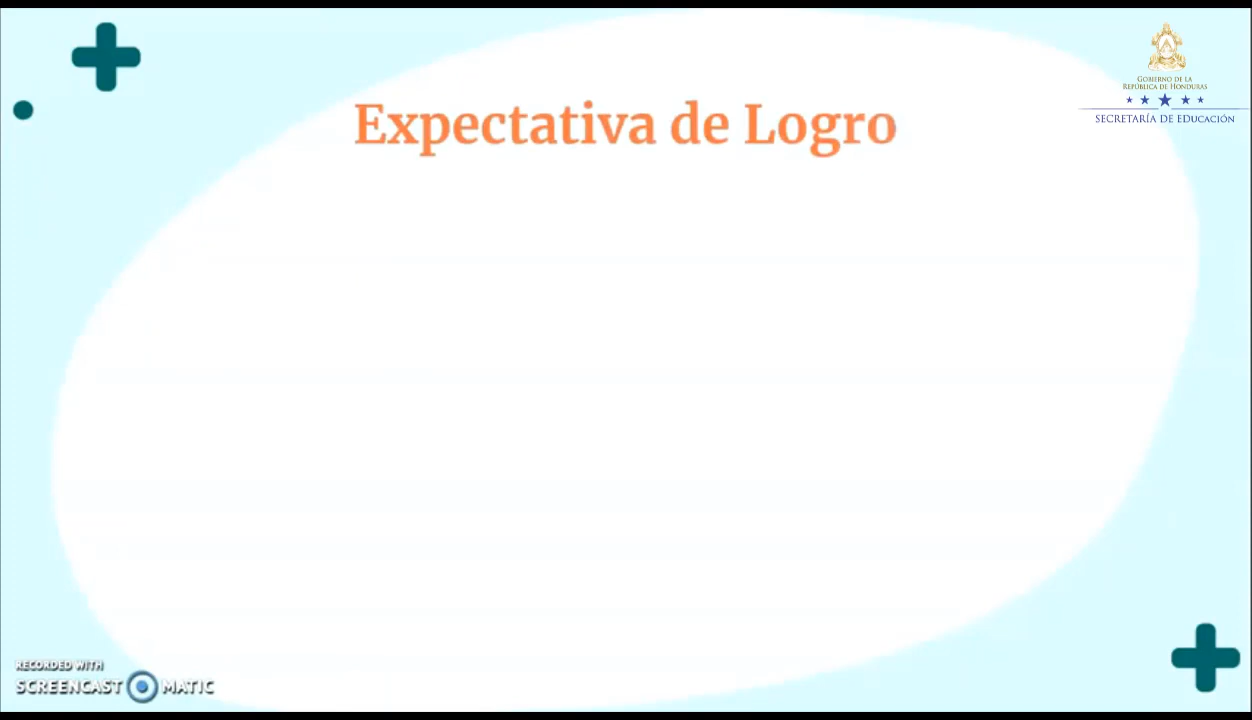 Expectativa de Logro
GOBIERNO DE LA
REPÚBLICA DE HONDURAS
SECRETARÍA DE EDUCACIÓN
RECORDED WITH
SCREENCAST MATIC